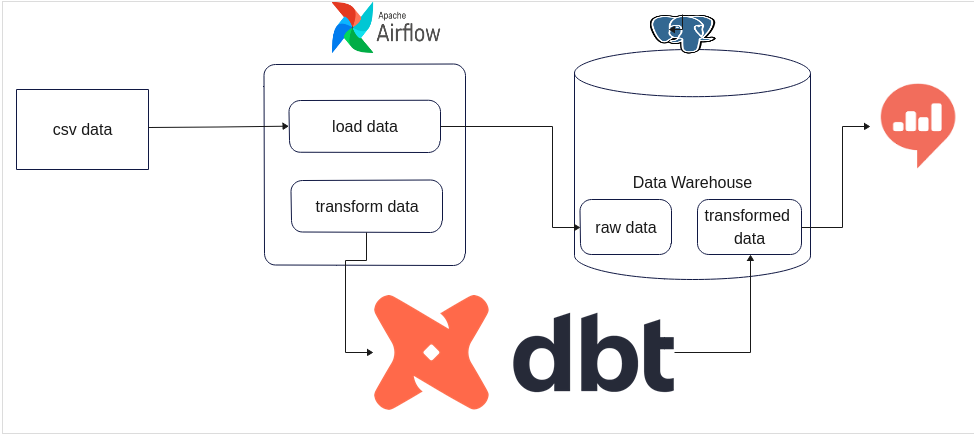 Apache
Airflow
csv data
load data
transform data
Data Warehouse
raw data
transformed
data
dbt